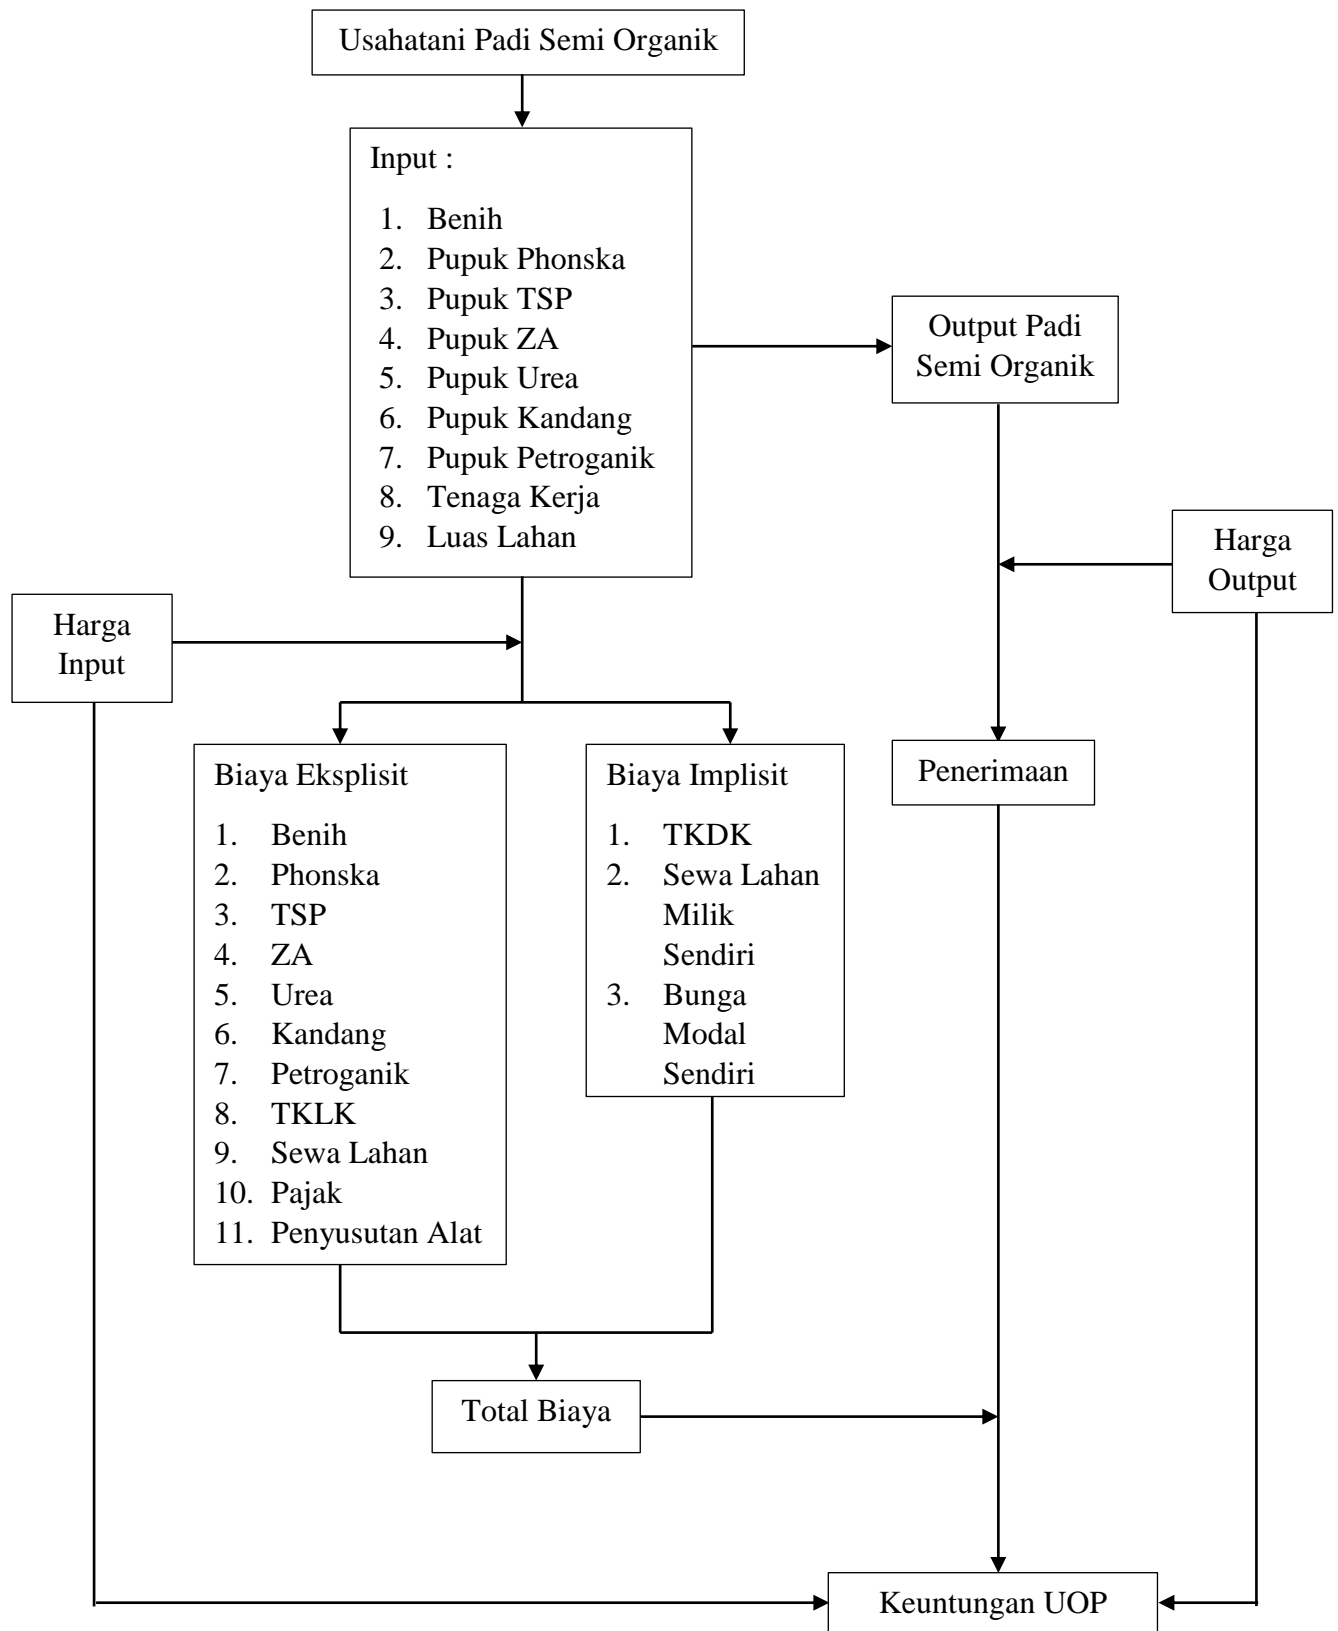 Usahatani Padi Semi Organik
Input :
1. Benih
2. Pupuk Phonska
3. Pupuk TSP
4. Pupuk ZA
5. Pupuk Urea
6. Pupuk Kandang
7. Pupuk Petroganik
8. Tenaga Kerja
9. Luas Lahan
Output Padi
Semi Organik
Harga
Output
Harga
Input
Biaya Eksplisit
1. Benih
2. Phonska
3. TSP
4. ZA
5. Urea
6. Kandang
7. Petroganik
8. TKLK
9. Sewa Lahan
10. Pajak
11. Penyusutan Alat
Biaya Implisit
1. TKDK
2. Sewa Lahan
Milik
Sendiri
3. Bunga
Modal
Sendiri
Penerimaan
Total Biaya
Keuntungan UOP